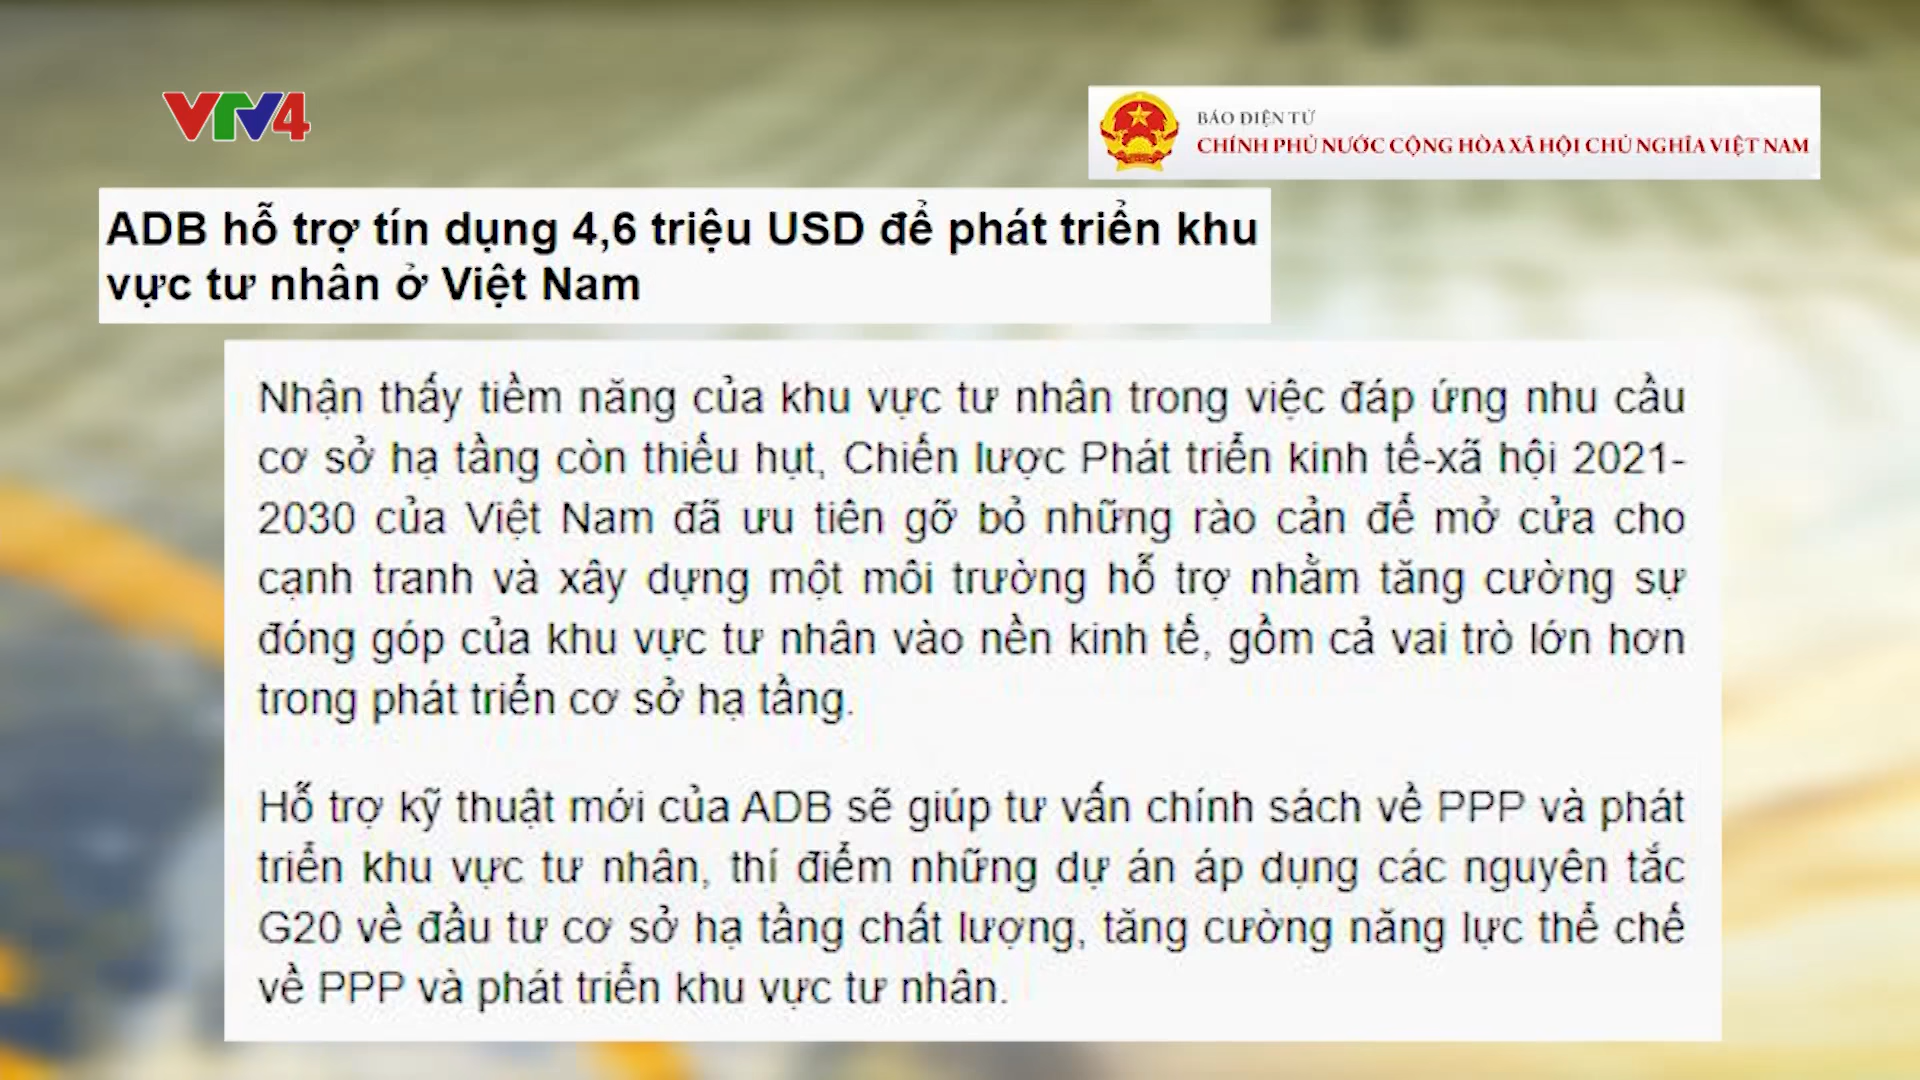 VTV4
BÁO ĐIỆN TỬ
CHÍNH PHỦ NƯỚC CỘNG HÒA XÃ HỘI CHỦ NGHĨA VIỆT NAM
ADB hỗ trợ tín dụng 4,6 triệu USD để phát triển khu
vực tư nhân ở Việt Nam
Nhận thấy tiềm năng của khu vực tư nhân trong việc đáp ứng nhu cầu
cơ sở hạ tầng còn thiếu hụt, Chiến lược Phát triển kinh tế-xã hội 2021-
2030 của Việt Nam đã ưu tiên gỡ bỏ những rào cản để mở cửa cho
cạnh tranh và xây dựng một môi trường hỗ trợ nhằm tăng cường sự
đóng góp của khu vực tư nhân vào nền kinh tế, gồm cả vai trò lớn hơn
trong phát triển cơ sở hạ tầng.
Hỗ trợ kỹ thuật mới của ADB sẽ giúp tư vấn chính sách về PPP và phát
triển khu vực tư nhân, thí điểm những dự án áp dụng các nguyên tắc
G20 về đầu tư cơ sở hạ tầng chất lượng, tăng cường năng lực thể chế
về PPP và phát triển khu vực tư nhân.